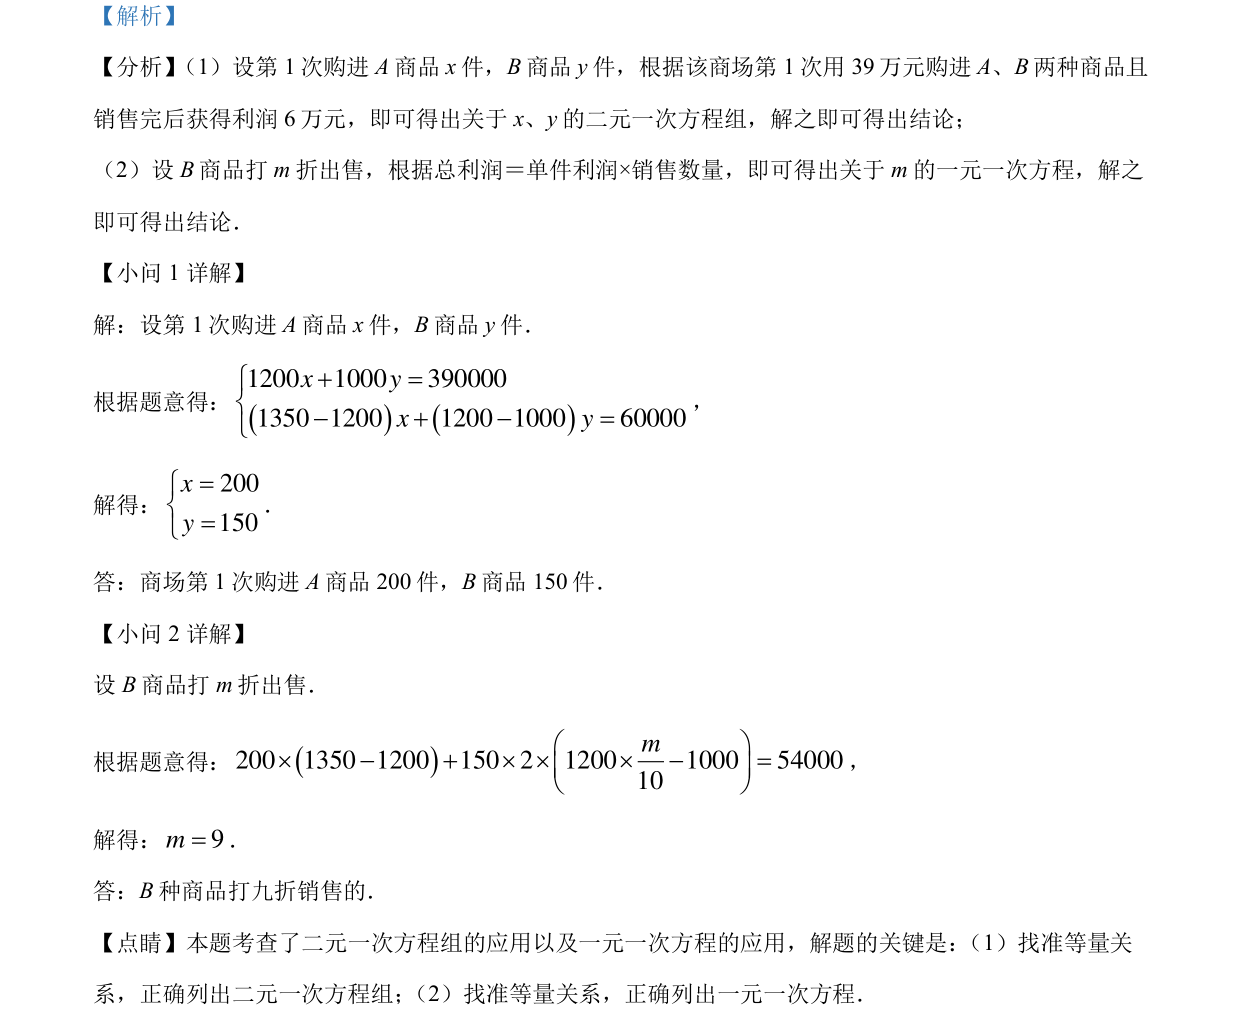 【解析】
【分析】（1）设第 1 次购进 A 商品 x 件，B 商品 y 件，根据该商场第 1 次用 39 万元购进 A、B 两种商品且
销售完后获得利润 6 万元，即可得出关于 x、y 的二元一次方程组，解之即可得出结论；
（2）设 B 商品打 m 折出售，根据总利润＝单件利润×销售数量，即可得出关于 m 的一元一次方程，解之
即可得出结论．
【小问 1 详解】
解：设第 1 次购进 A 商品 x 件，B 商品 y 件．
根据题意得：{1200x+1000y=390000
(1350−1200)x+(1200−1000)y=60000，
解得：{x=200
y=150．
答：商场第 1 次购进 A 商品 200 件，B 商品 150 件．
【小问 2 详解】
设 B 商品打 m 折出售．
根据题意得：200×(1350−1200)+150×2×(1200×m/10−1000)=54000，
解得：m=9．
答：B 种商品打九折销售的．
【点睛】本题考查了二元一次方程组的应用以及一元一次方程的应用，解题的关键是：（1）找准等量关
系，正确列出二元一次方程组；（2）找准等量关系，正确列出一元一次方程．